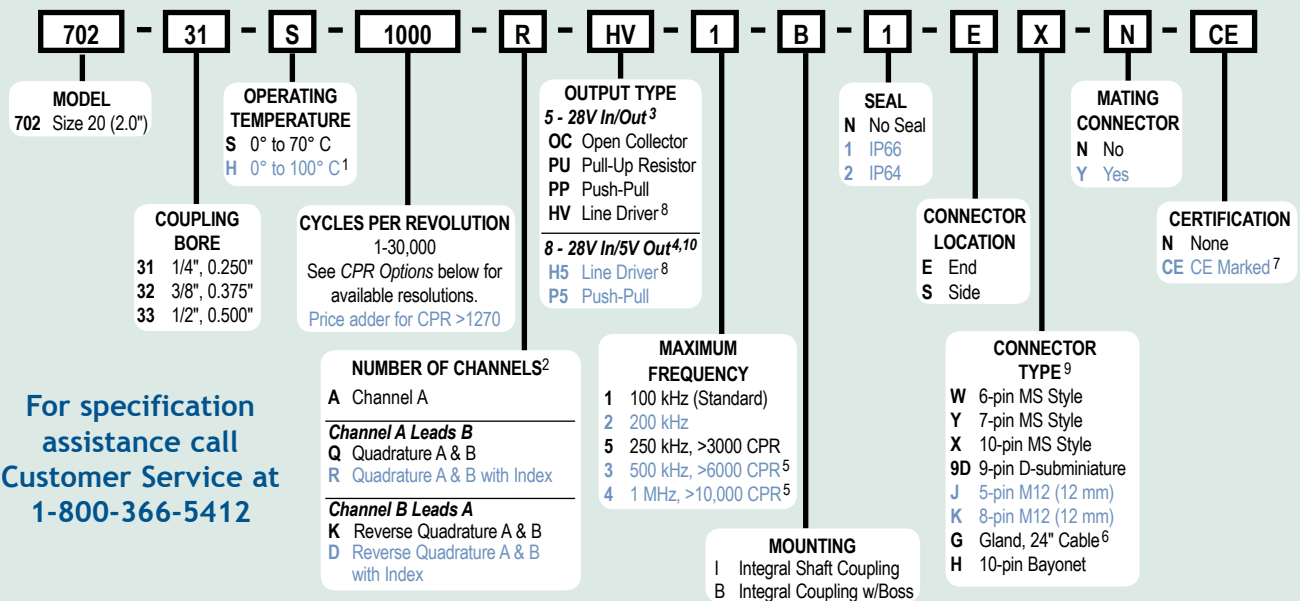 702 - 31 - S - 1000 - R - HV - 1 - B - 1 - E X - N - CE
MODEL
702 Size 20 (2.0")
COUPLING
BORE
31 1/4", 0.250"
32 3/8", 0.375"
33 1/2", 0.500"
OPERATING
TEMPERATURE
S 0° to 70° C
H 0° to 100° C1
CYCLES PER REVOLUTION
1-30,000
See CPR Options below for
available resolutions.
Price adder for CPR >1270
NUMBER OF CHANNELS2
A Channel A
Channel A Leads B
Q Quadrature A & B
R Quadrature A & B with Index
Channel B Leads A
K Reverse Quadrature A & B
D Reverse Quadrature A & B
with Index
OUTPUT TYPE
5 - 28V In/Out3
OC Open Collector
PU Pull-Up Resistor
PP Push-Pull
HV Line Driver8
8 - 28V In/5V Out4,10
H5 Line Driver8
P5 Push-Pull
MAXIMUM
FREQUENCY
1 100 kHz (Standard)
2 200 kHz
5 250 kHz, >3000 CPR
3 500 kHz, >6000 CPR5
4 1 MHz, >10,000 CPR5
MOUNTING
I Integral Shaft Coupling
B Integral Coupling w/Boss
SEAL
N No Seal
1 IP66
2 IP64
CONNECTOR
LOCATION
E End
S Side
CONNECTOR
TYPE9
W 6-pin MS Style
Y 7-pin MS Style
X 10-pin MS Style
9D 9-pin D-subminiature
J 5-pin M12 (12 mm)
K 8-pin M12 (12 mm)
G Gland, 24" Cable6
H 10-pin Bayonet
MATING
CONNECTOR
N No
Y Yes
CERTIFICATION
N None
CE CE Marked7
For specification
assistance call
Customer Service at
1-800-366-5412